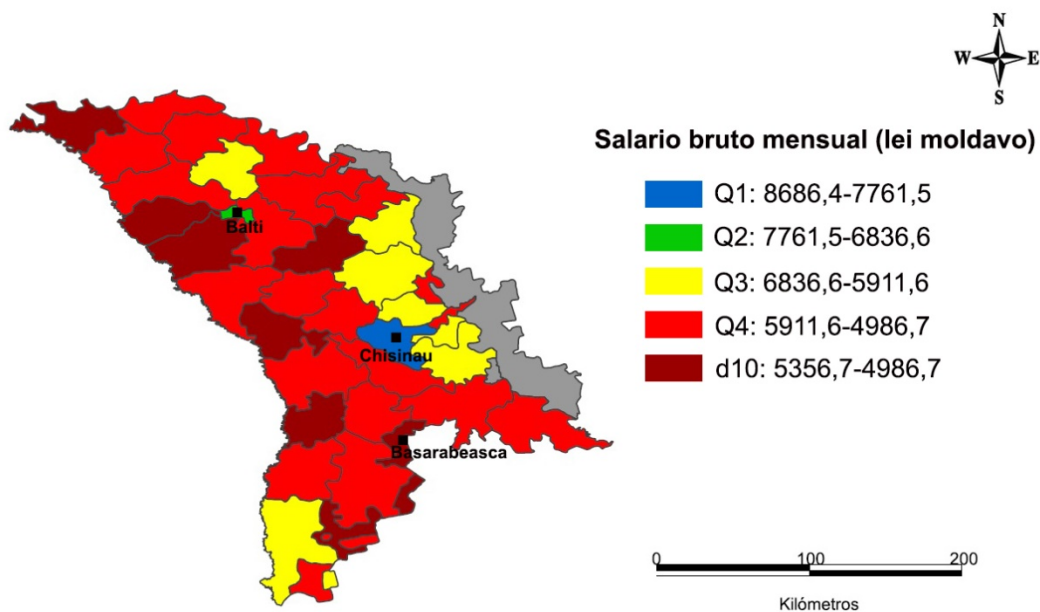 N
W E
S
Salario bruto mensual (lei moldavo)
Q1: 8686,4-7761,5
Q2: 7761,5-6836,6
Q3: 6836,6-5911,6
Q4: 5911,6-4986,7
d10: 5356,7-4986,7
Balti
Chisinau
Basarabeasca
0 100 200
Kilómetros